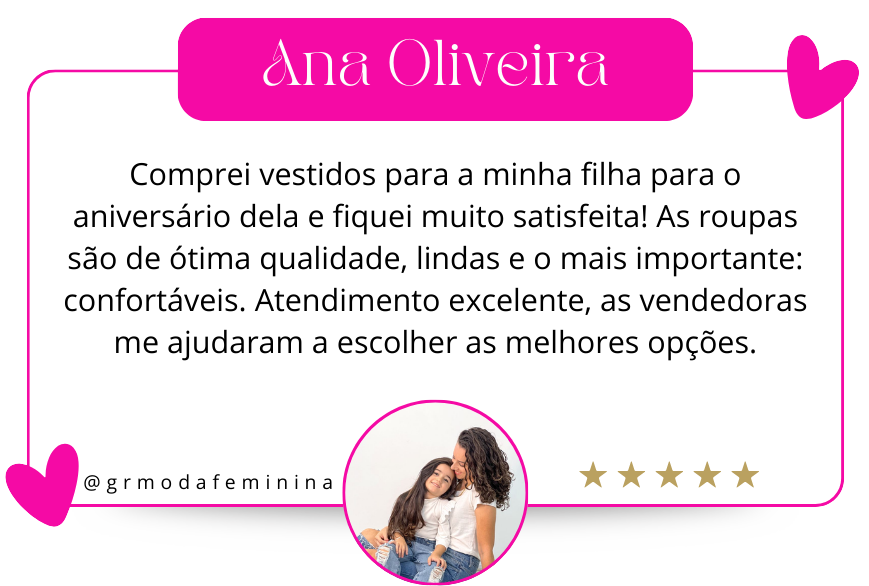 Ana Oliveira
Comprei vestidos para a minha filha para o
aniversário dela e fiquei muito satisfeita! As roupas
são de ótima qualidade, lindas e o mais importante:
confortáveis. Atendimento excelente, as vendedoras
me ajudaram a escolher as melhores opções.
@grmodafeminina